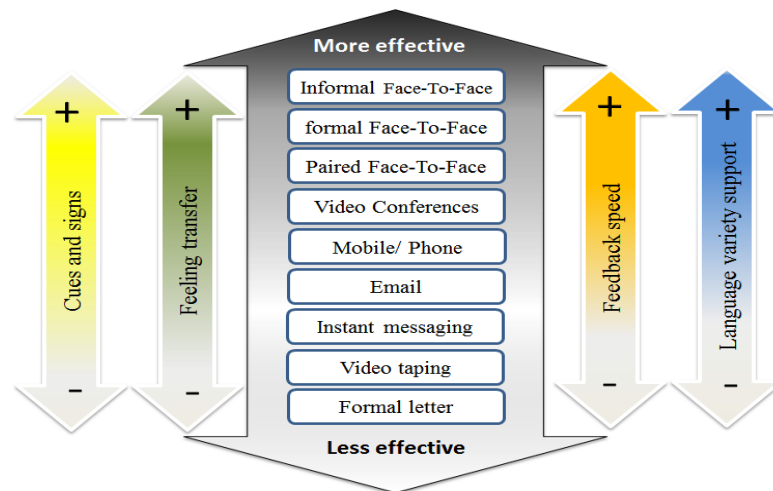 More effective
+
+
+
+
Cues and signs
Feeling transfer
Informal Face-To-Face
formal Face-To-Face
Paired Face-To-Face
Video Conferences
Mobile/ Phone
Email
Instant messaging
Video taping
Formal letter
Feedback speed
Language variety support
-
-
-
-
Less effective